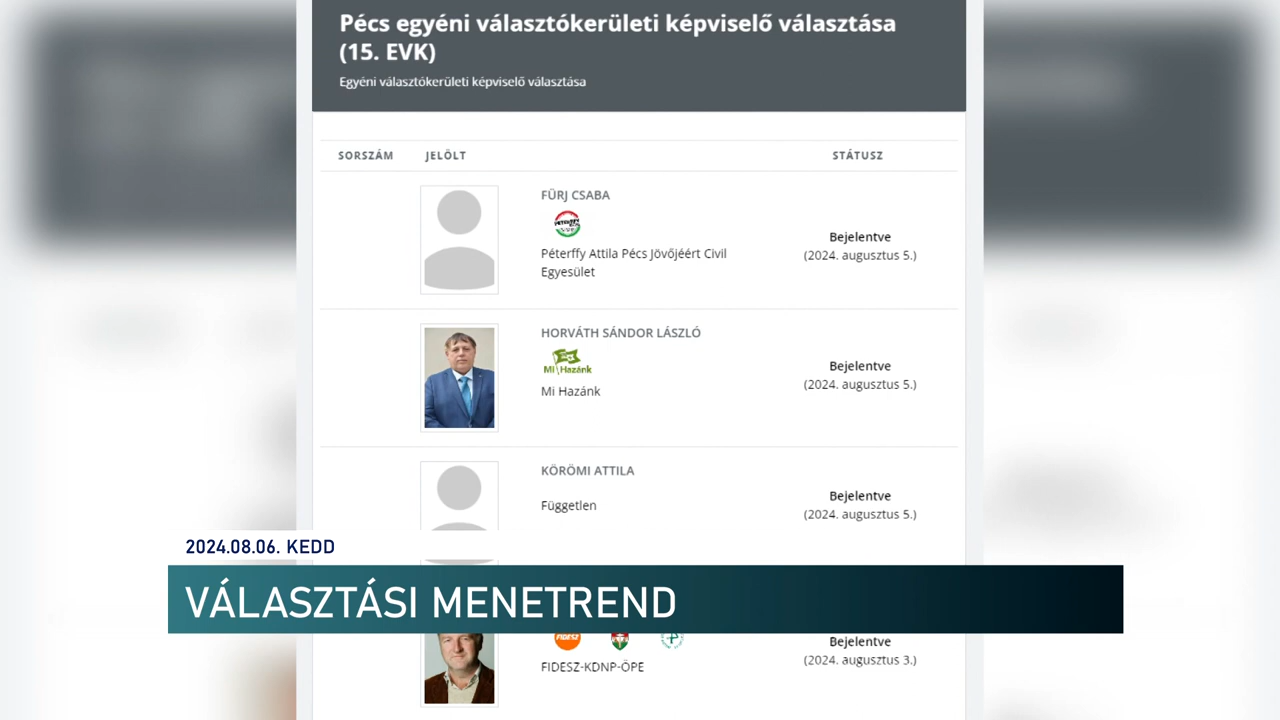 Pécs egyéni választókerületi képviselő választása
(15. EVK)
Egyéni választókerületi képviselő választása
SORSZÁM JELÖLT STÁTUSZ
FÜRJ CSABA
Péterffy Attila Pécs Jövőjéért Civil
Egyesület
Bejelentve
(2024. augusztus 5.)
HORVÁTH SÁNDOR LÁSZLÓ
Mi Hazánk
Mi Hazánk
Bejelentve
(2024. augusztus 5.)
KÖRÖMI ATTILA
Független
Bejelentve
(2024. augusztus 5.)
2024.08.06. KEDD
VÁLASZTÁSI MENETREND
FIDESZ
FIDESZ-KDNP-ÖPE
Bejelentve
(2024. augusztus 3.)